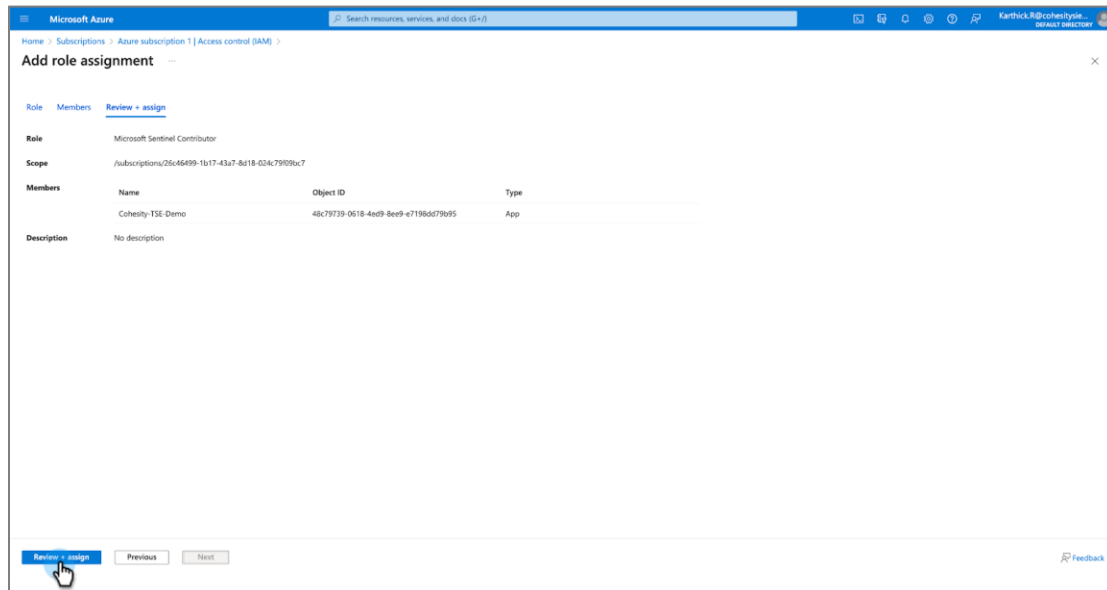 Microsoft Azure
Search resources, services, and docs (G+/)
Karthick.R@cohesitysie...
DEFAULT DIRECTORY
Home > Subscriptions > Azure subscription 1 | Access control (IAM) >
Add role assignment ...
Role Members Review + assign
Role Microsoft Sentinel Contributor
Scope /subscriptions/26c46499-1b17-43a7-8d18-024c79f09bc7
Members
Name Object ID Type
Cohesity-TSE-Demo 48c79739-0618-4ed9-8ee9-e7198dd79b95 App
Description No description
Review + assign Previous Next
Feedback